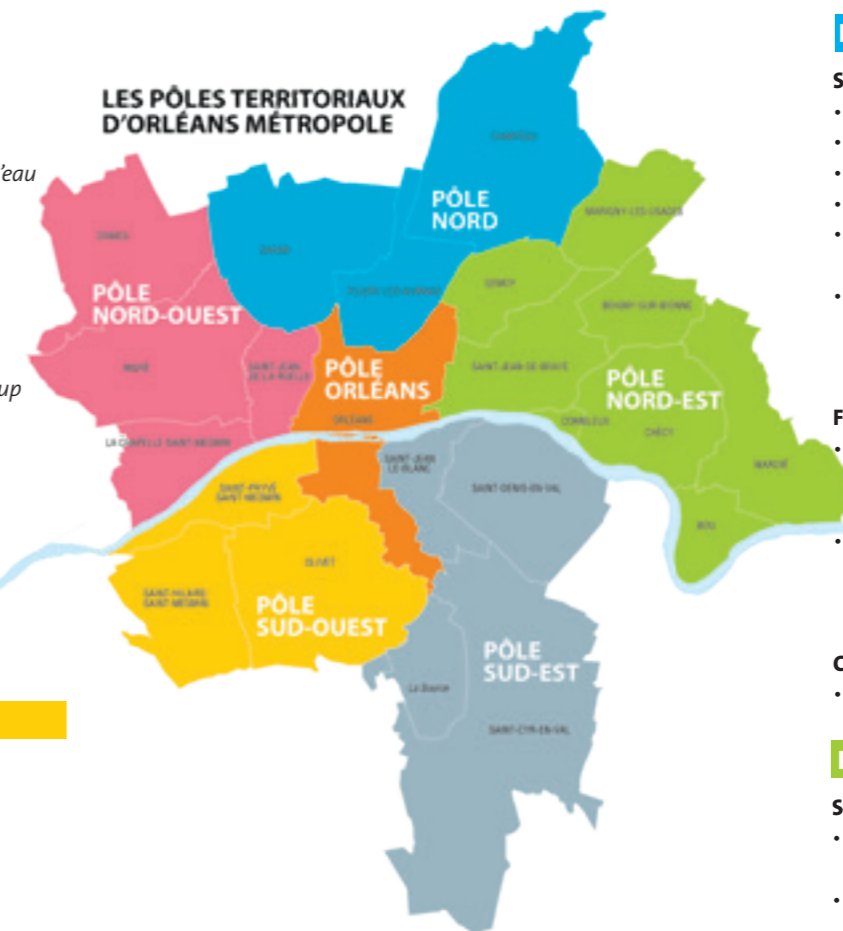 LES PÔLES TERRITORIAUX
D'ORLÉANS MÉTROPOLE
'eau
CHANTEAU
PÔLE
NORD
MARIGNY-LES-USAGES
ORMES
SARAN
FLEURY-LES-AUBRAIS
SEMOY
BOIGNY-SUR-BIONNE
PÔLE
NORD-OUEST
INGRÉ
SAINT-JEAN
DE-LA-RUELLE
PÔLE
ORLÉANS
SAINT-JEAN-DE-BRAYE
PÔLE
NORD-EST
up
ORLÉANS
COMBLEUX
CHÉCY
LA CHAPELLE-SAINT-MESMIN
SAINT-JEAN
LE-BLANC
MARDIÉ
SAINT-PRYVÉ
SAINT-MESMIN
SAINT-DENIS-EN-VAL
BOU
OLIVET
SAINT-HILAIRE
SAINT-MESMIN
PÔLE
SUD-OUEST
PÔLE
SUD-EST
La Source
SAINT-CYR-EN-VAL